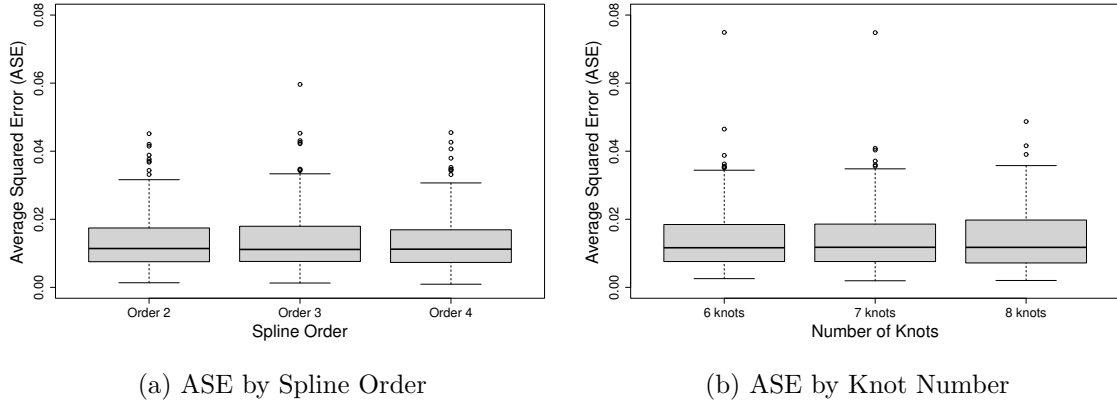 Average Squared Error (ASE)
0.08
0.06
0.04
0.02
0.00
Order 2 Order 3 Order 4
Spline Order
(a) ASE by Spline Order
Average Squared Error (ASE)
0.08
0.06
0.04
0.02
0.00
6 knots 7 knots 8 knots
Number of Knots
(b) ASE by Knot Number